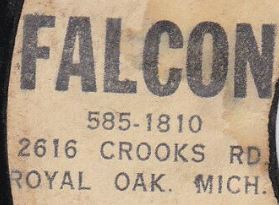 FALCON
585-1810
2616 CROOKS RD.
ROYAL OAK. MICH.